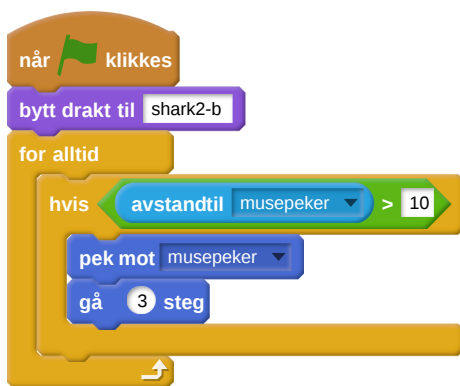 når klikkes
bytt drakt til shark2-b
for alltid
hvis avstandtil musepeker > 10
pek mot musepeker
gå 3 steg